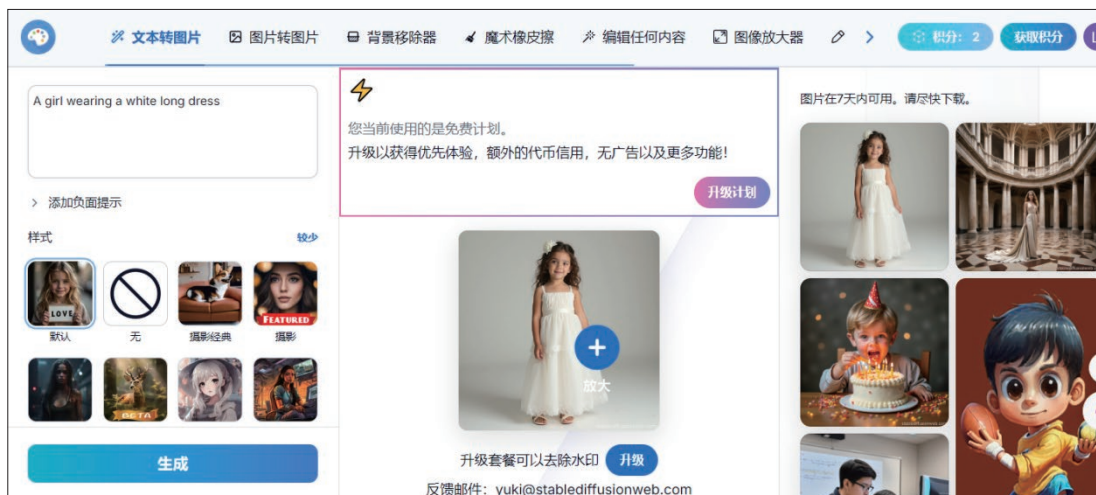 文本转图片
图片转图片
背景移除器
魔术橡皮擦
编辑任何内容
图像放大器
积分：2
获取积分
A girl wearing a white long dress
添加负面提示
样式
较少
LOVE
FEATURED
默认
无
摄影经典
摄影
BETA
生成
您当前使用的是免费计划。
升级以获得优先体验，额外的代币信用，无广告以及更多功能！
升级计划
放大
升级套餐可以去除水印
升级
反馈邮件：yuki@stablediffusionweb.com
图片在7天内可用。请尽快下载。